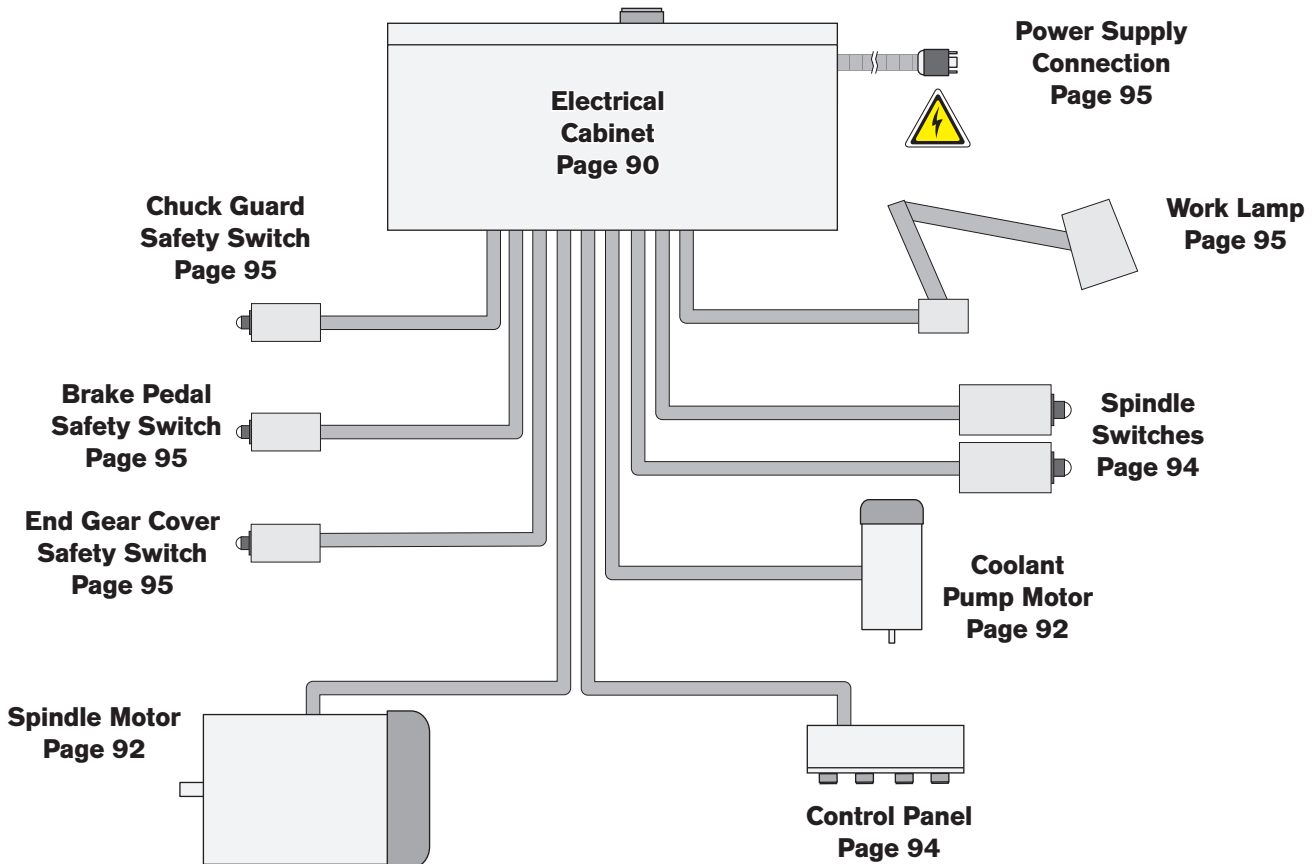 Power Supply
Connection
Page 95
Electrical
Cabinet
Page 90
Chuck Guard
Safety Switch
Page 95
Work Lamp
Page 95
Brake Pedal
Safety Switch
Page 95
Spindle
Switches
Page 94
End Gear Cover
Safety Switch
Page 95
Coolant
Pump Motor
Page 92
Spindle Motor
Page 92
Control Panel
Page 94